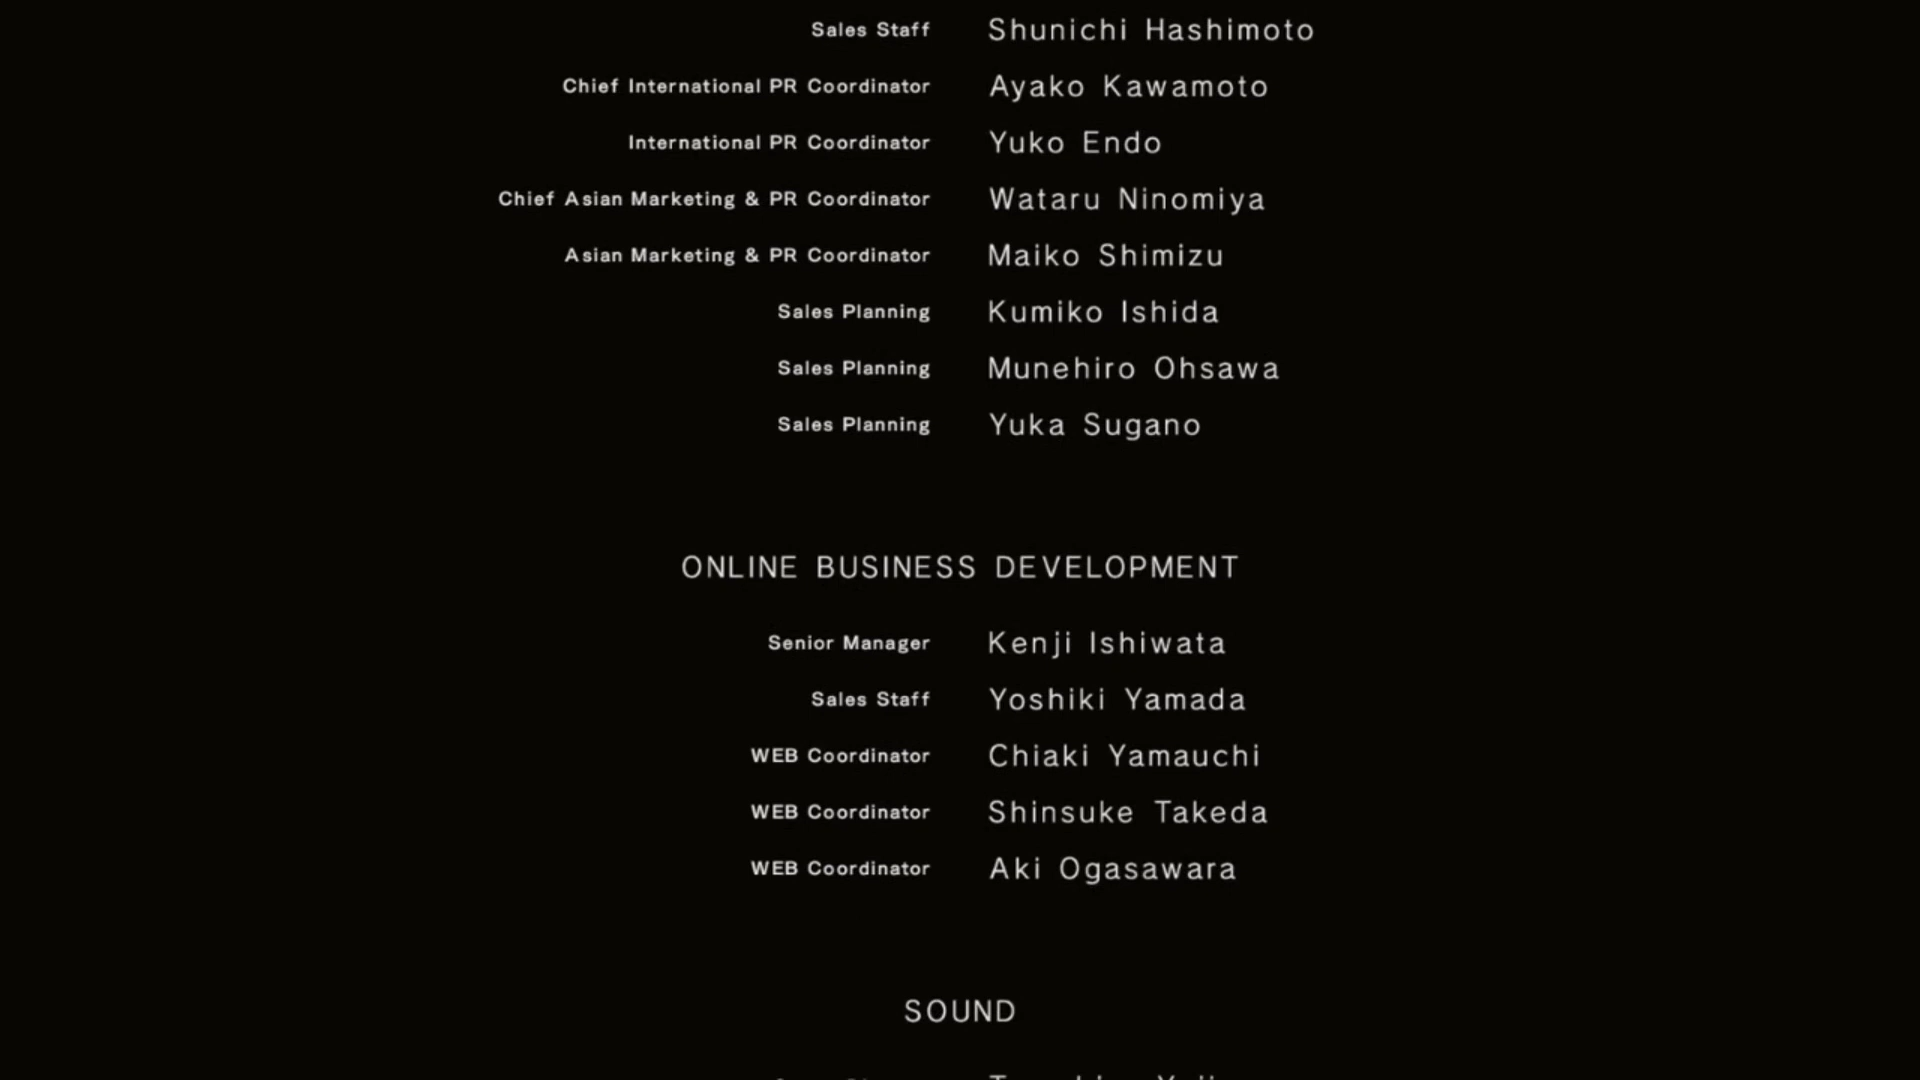 Sales Staff Shunichi Hashimoto
Chief International PR Coordinator Ayako Kawamoto
International PR Coordinator Yuko Endo
Chief Asian Marketing & PR Coordinator Wataru Ninomiya
Asian Marketing & PR Coordinator Maiko Shimizu
Sales Planning Kumiko Ishida
Sales Planning Munehiro Ohsawa
Sales Planning Yuka Sugano
ONLINE BUSINESS DEVELOPMENT
Senior Manager Kenji Ishiwata
Sales Staff Yoshiki Yamada
WEB Coordinator Chiaki Yamauchi
WEB Coordinator Shinsuke Takeda
WEB Coordinator Aki Ogasawara
SOUND